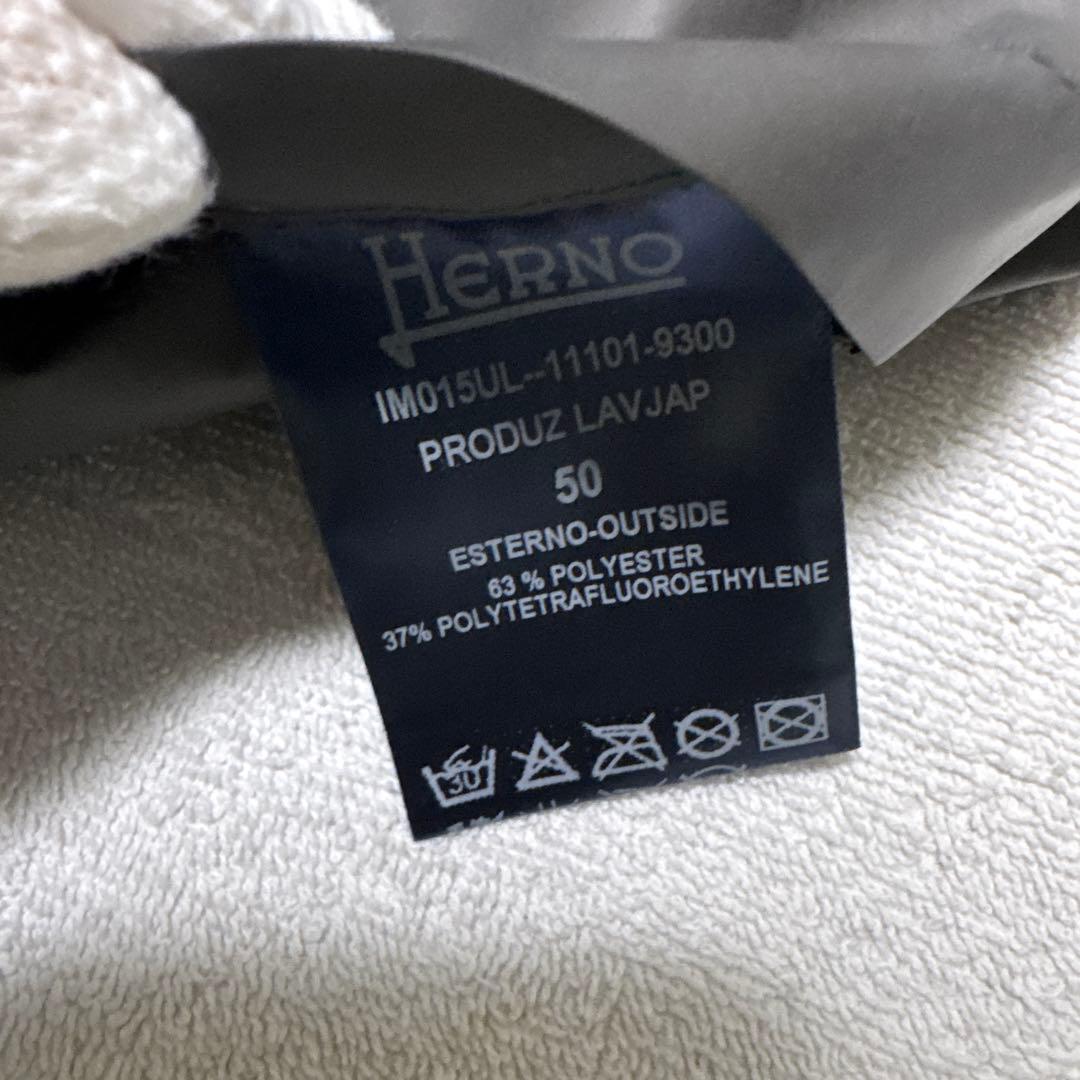 HERNO
IM015UL--11101-9300
PRODUZ LAVJAP
50
ESTERNO-OUTSIDE
63 % POLYESTER
37% POLYTETRAFLUOROETHYLENE
30